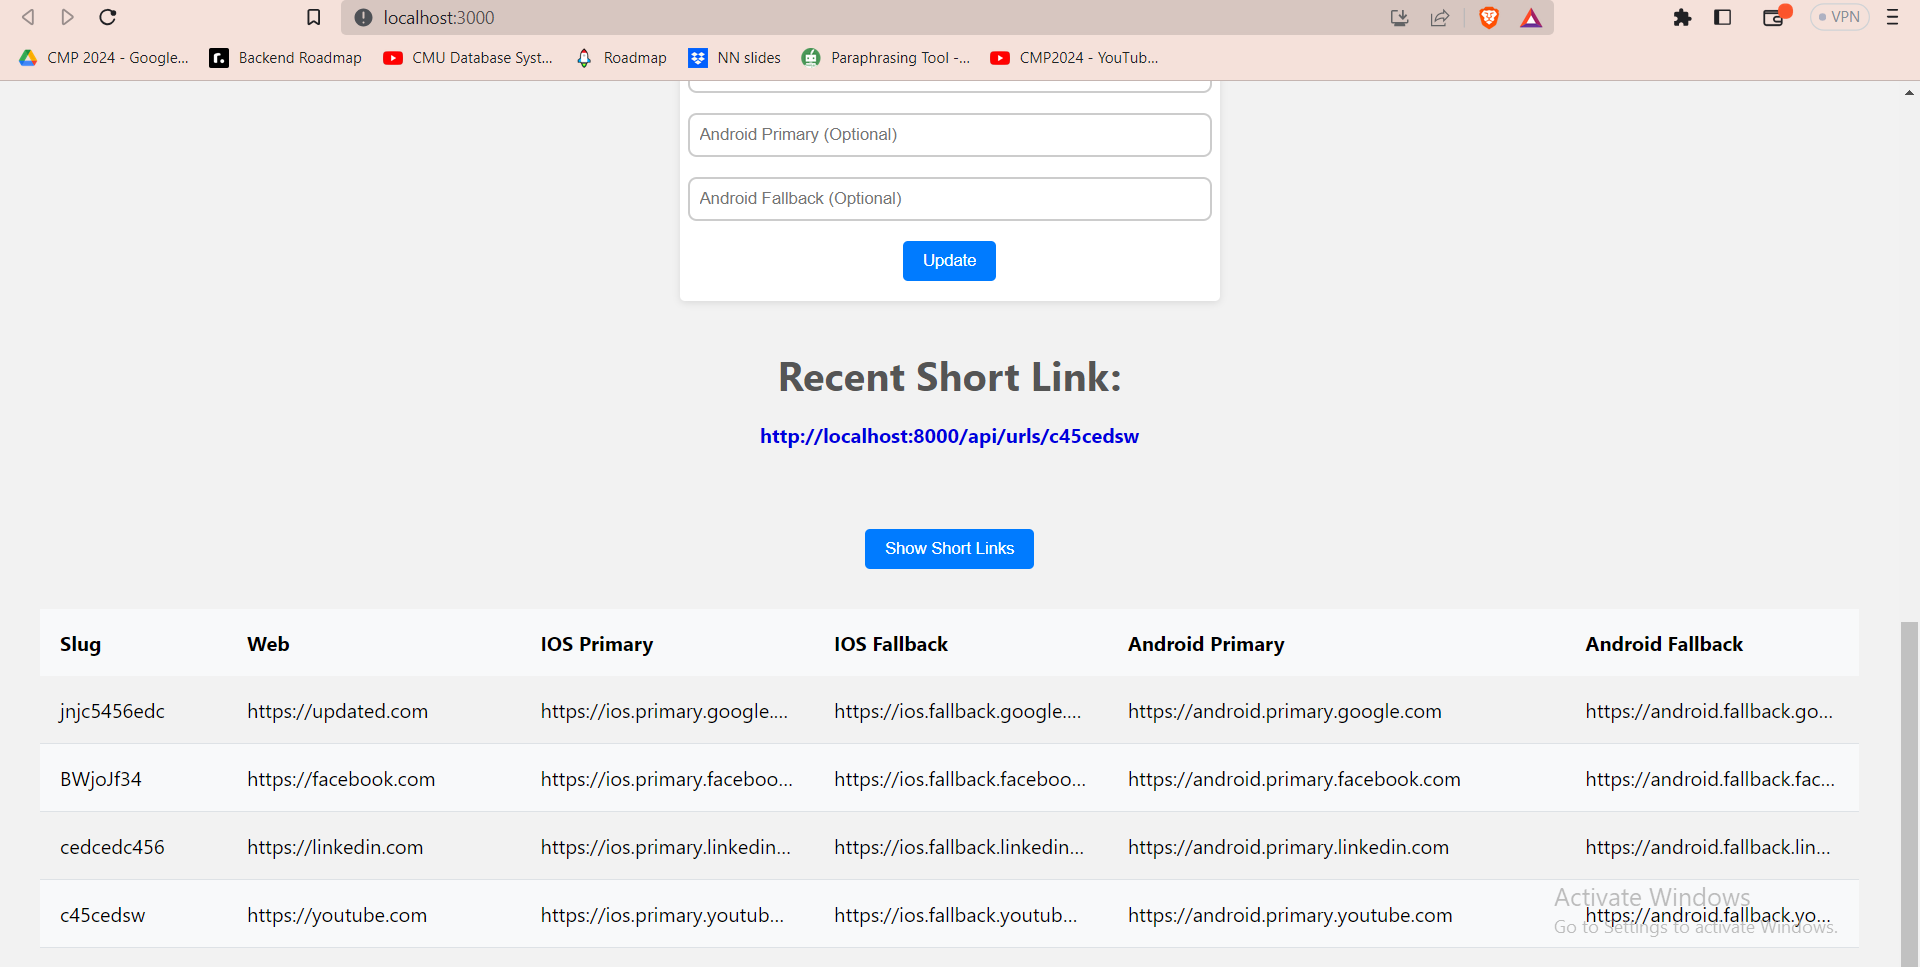 localhost:3000
VPN
CMP 2024 - Google...
Backend Roadmap
CMU Database Syst...
Roadmap
NN slides
Paraphrasing Tool -...
CMP2024 - YouTub...
Android Primary (Optional)
Android Fallback (Optional)
Update
Recent Short Link:
http://localhost:8000/api/urls/c45cedsw
Show Short Links
Slug Web IOS Primary IOS Fallback Android Primary Android Fallback
jnjc5456edc https://updated.com https://ios.primary.google.... https://ios.fallback.google.... https://android.primary.google.com https://android.fallback.go...
BWjoJf34 https://facebook.com https://ios.primary.faceboo... https://ios.fallback.faceboo... https://android.primary.facebook.com https://android.fallback.fac...
cedcedc456 https://linkedin.com https://ios.primary.linkedin... https://ios.fallback.linkedin... https://android.primary.linkedin.com https://android.fallback.lin...
c45cedsw https://youtube.com https://ios.primary.youtub... https://ios.fallback.youtub... https://android.primary.youtube.com https://android.fallback.yo...
Activate Windows
Go to Settings to activate Windows.